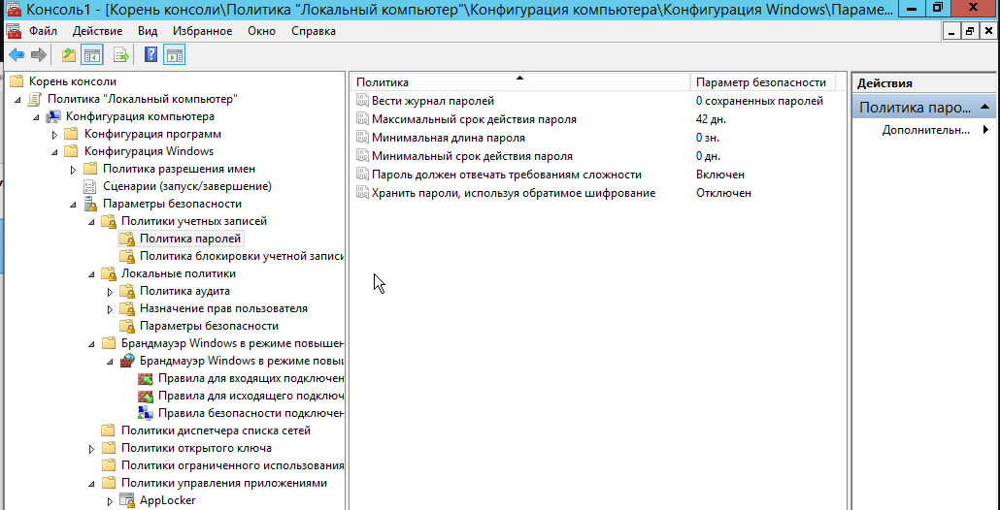 Консоль1 - [Корень консоли\Политика "Локальный компьютер"\Конфигурация компьютера\Конфигурация Windows\Параме...
Файл Действие Вид Избранное Окно Справка
Корень консоли
Политика "Локальный компьютер"
Конфигурация компьютера
Конфигурация программ
Конфигурация Windows
Политика разрешения имен
Сценарии (запуск/завершение)
Параметры безопасности
Политики учетных записей
Политика паролей
Политика блокировки учетной записи
Локальные политики
Политика аудита
Назначение прав пользователя
Параметры безопасности
Брандмауэр Windows в режиме повышен
Брандмауэр Windows в режиме повы
Правила для входящих подключен
Правила для исходящего подключ
Правила безопасности подключен
Политики диспетчера списка сетей
Политики открытого ключа
Политики ограниченного использования
Политики управления приложениями
AppLocker
Политика Параметр безопасности
Вести журнал паролей 0 сохраненных паролей
Максимальный срок действия пароля 42 дн.
Минимальная длина пароля 0 зн.
Минимальный срок действия пароля 0 дн.
Пароль должен отвечать требованиям сложности Включен
Хранить пароли, используя обратимое шифрование Отключен
Действия
Политика паро...
Дополнительн...